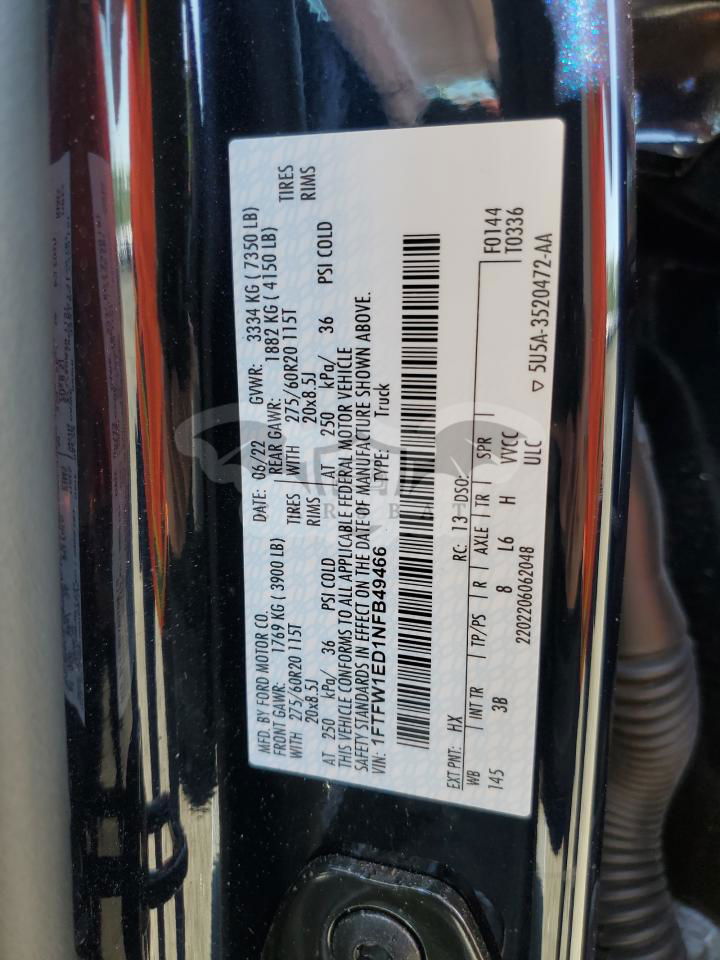 MFD. BY FORD MOTOR CO.
DATE: 06/22 GVWR: 3334 KG ( 7350 LB)
FRONT GAWR: 1769 KG ( 3900 LB) REAR GAWR: 1882 KG ( 4150 LB)
WITH 275/60R20 115T TIRES WITH 275/60R20 115T TIRES
20x8.5J RIMS 20x8.5J RIMS
AT 250 kPa/ 36 PSI COLD AT 250 kPa/ 36 PSI COLD
THIS VEHICLE CONFORMS TO ALL APPLICABLE FEDERAL MOTOR VEHICLE
SAFETY STANDARDS IN EFFECT ON THE DATE OF MANUFACTURE SHOWN ABOVE.
VIN: 1FTFW1ED1NFB49466 TYPE: Truck
EXT PNT: HX RC: 13 DSO: F0144
WB INT TR TP/PS R AXLE TR SPR T0336
145 3B 8 L6 H VVCC
2202206062048 ULC ▽ 5U5A-3520472-AA